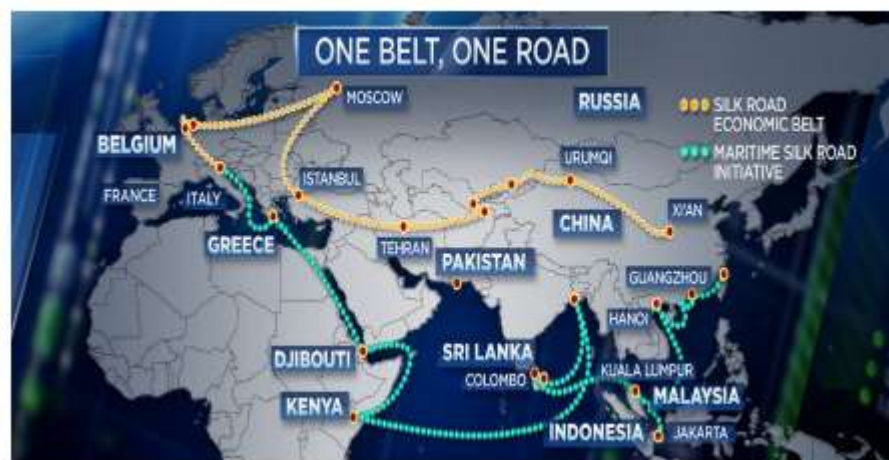 ONE BELT, ONE ROAD
MOSCOW
RUSSIA
SILK ROAD
ECONOMIC BELT
MARITIME SILK ROAD
INITIATIVE
BELGIUM
URUMQI
FRANCE
ITALY
ISTANBUL
XI'AN
CHINA
GREECE
TEHRAN
PAKISTAN
GUANGZHOU
HANOI
DJIBOUTI
SRI LANKA
COLOMBO
KUALA LUMPUR
MALAYSIA
KENYA
INDONESIA
JAKARTA